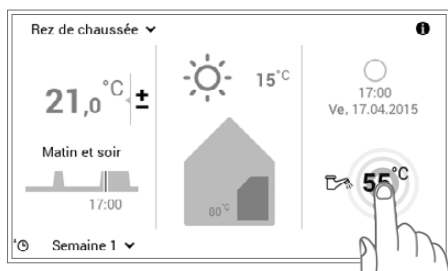 Rez de chaussée
21,0 °C ±
Matin et soir
17:00
Semaine 1
15 °C
80 °C
17:00
Ve, 17.04.2015
55 °C